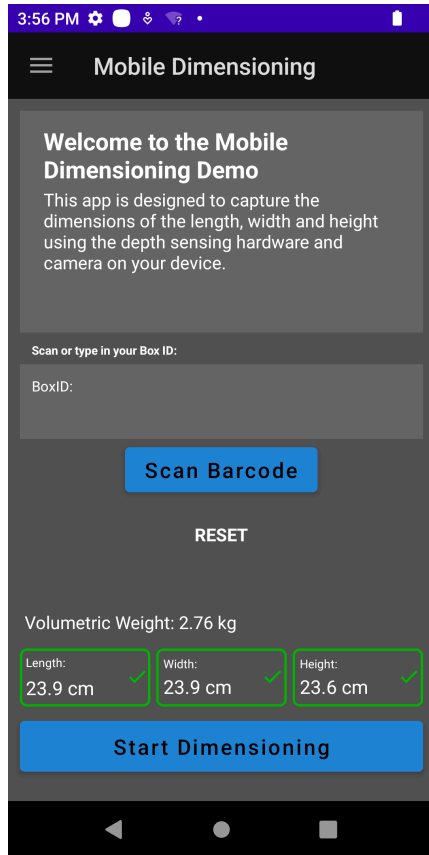 3:56 PM
Mobile Dimensioning
Welcome to the Mobile
Dimensioning Demo
This app is designed to capture the
dimensions of the length, width and height
using the depth sensing hardware and
camera on your device.
Scan or type in your Box ID:
BoxID:
Scan Barcode
RESET
Volumetric Weight: 2.76 kg
Length:
23.9 cm
Width:
23.9 cm
Height:
23.6 cm
Start Dimensioning